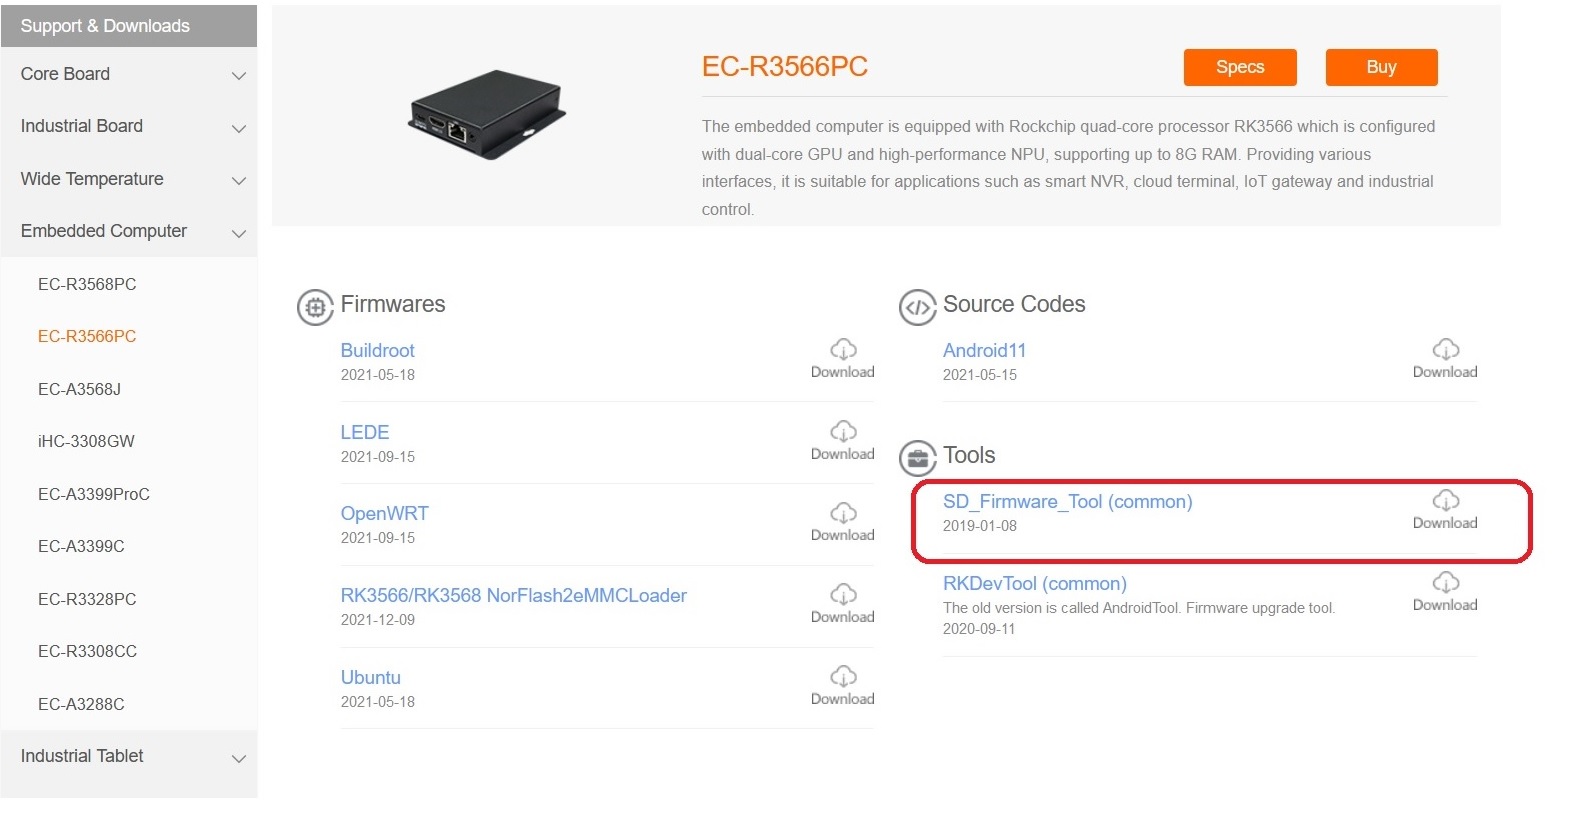 Support & Downloads
Core Board
Industrial Board
Wide Temperature
Embedded Computer
EC-R3568PC
EC-R3566PC
EC-A3568J
iHC-3308GW
EC-A3399ProC
EC-A3399C
EC-R3328PC
EC-R3308CC
EC-A3288C
Industrial Tablet
EC-R3566PC
Specs
Buy
The embedded computer is equipped with Rockchip quad-core processor RK3566 which is configured
with dual-core GPU and high-performance NPU, supporting up to 8G RAM. Providing various
interfaces, it is suitable for applications such as smart NVR, cloud terminal, IoT gateway and industrial
control.
Firmwares
Buildroot
2021-05-18
Download
LEDE
2021-09-15
Download
OpenWRT
2021-09-15
Download
RK3566/RK3568 NorFlash2eMMCLoader
2021-12-09
Download
Ubuntu
2021-05-18
Download
Source Codes
Android11
2021-05-15
Download
Tools
SD_Firmware_Tool (common)
2019-01-08
Download
RKDevTool (common)
The old version is called AndroidTool. Firmware upgrade tool.
2020-09-11
Download